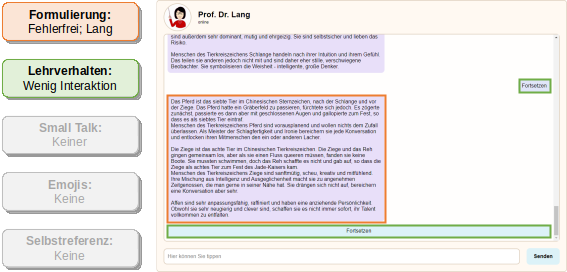 Formulierung:
Fehlerfrei; Lang
Lehrverhalten:
Wenig Interaktion
Small Talk:
Keiner
Emojis:
Keine
Selbstreferenz:
Keine
Prof. Dr. Lang
online
sind außerdem sehr dominant, mutig und ehrgeizig. Sie sind selbstsicher und lieben das
Risiko.
Menschen des Tierkreiszeichens Schlange handeln nach ihrer Intuition und ihrem Gefühl.
Das teilen sie anderen jedoch nicht mit und sind daher eher stille, verschwiegene
Beobachter. Sie symbolisieren die Weisheit - intelligente, große Denker.
Fortsetzen
Das Pferd ist das siebte Tier im Chinesischen Sternzeichen, nach der Schlange und vor
der Ziege. Das Pferd hatte ein Gräberfeld zu passieren, fürchtete sich jedoch. Es zögerte
zunächst, passierte es dann aber mit geschlossenen Augen und galoppierte zum Fest, so
dass es als siebtes Tier eintraf.
Menschen des Tierkreiszeichens Pferd sind vorausplanend und wollen nichts dem Zufall
überlassen. Als Meister der Schlagfertigkeit und Ironie bereichern sie jede Konversation
und entlocken ihren Mitmenschen den ein oder anderen Lacher.
Die Ziege ist der achte Tier im Chinesischen Tierkreiszeichen. Die Ziege und das Reh
gingen gemeinsam los, aber als sie einen Fluss queeren müssen, fanden sie keine
Boote. Sie mussten schwimmen, doch das Reh schaffte es nicht und gab auf, so dass die
Ziege als achtes Tier zum Fest des Jade-Kaisers kam.
Menschen des Tierkreiszeichens Ziege sind sanftmütig, scheu, kreativ und mitfühlend.
Ihre Mischung aus Intelligenz und Ausgeglichenheit macht sie zu angenehmen
Zeitgenossen, die man gerne in seiner Nähe hat. Sie drängen sich nicht auf, bereichern
eine Konversation aber sehr.
Affen sind sehr anpassungsfähig, raffiniert und haben eine anziehende Persönlichkeit.
Obwohl sie sehr neugierig und clever sind, schaffen sie es nicht immer sofort, ihr Talent
vollkommen zu entfalten.
Fortsetzen
Hier können Sie tippen
Senden